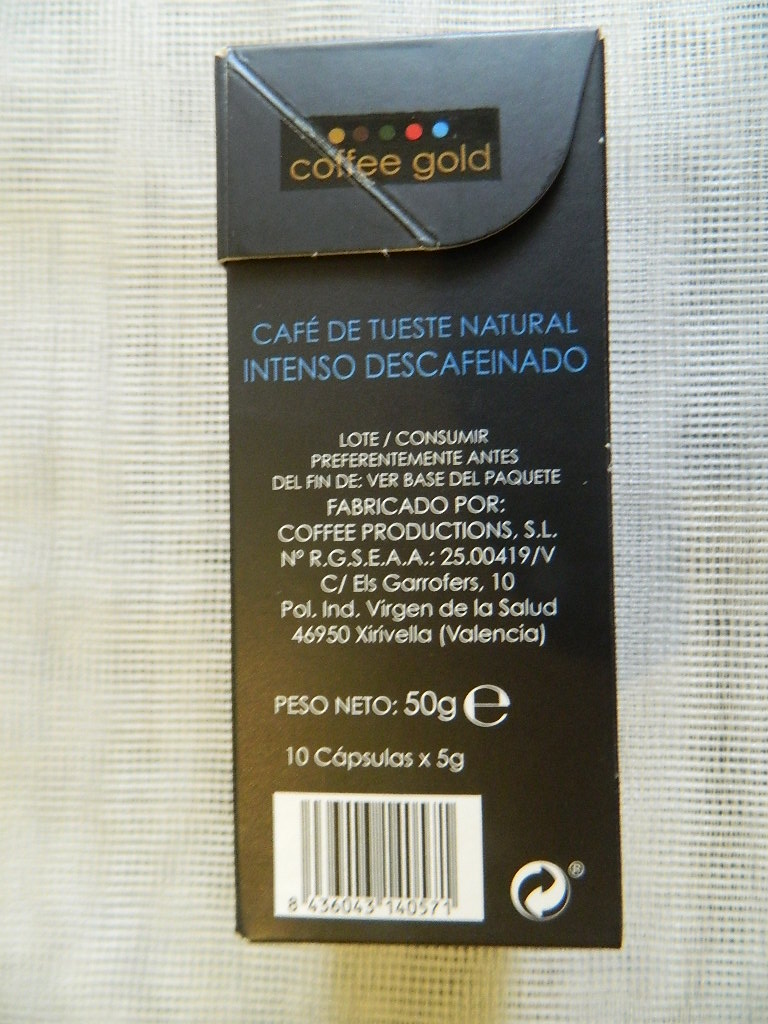 coffee gold
CAFÉ DE TUESTE NATURAL
INTENSO DESCAFEINADO
LOTE / CONSUMIR
PREFERENTEMENTE ANTES
DEL FIN DE: VER BASE DEL PAQUETE
FABRICADO POR:
COFFEE PRODUCTIONS, S.L.
Nº R.G.S.E.A.A.: 25.00419/V
C/ Els Garrofers, 10
Pol. Ind. Virgen de la Salud
46950 Xirivella (Valencia)
PESO NETO: 50g ℮
10 Cápsulas x 5g
8 436043 140571
®